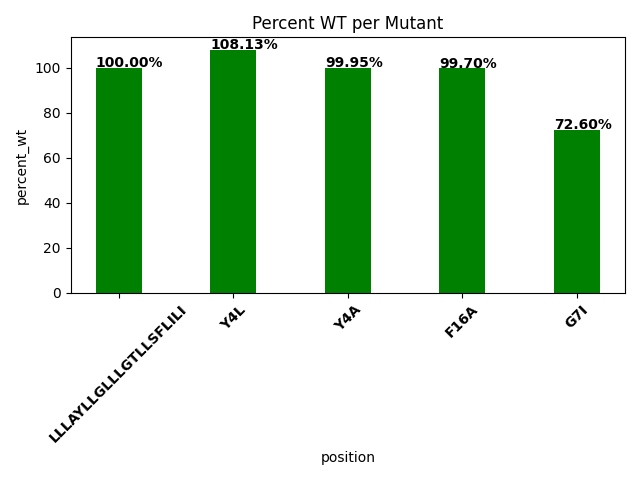 Percent WT per Mutant
percent_wt
100
80
60
40
20
0
100.00%
108.13%
99.95%
99.70%
72.60%
LLLAYLLGLLLGTLLSFLILI
Y4L
Y4A
F16A
G7I
position